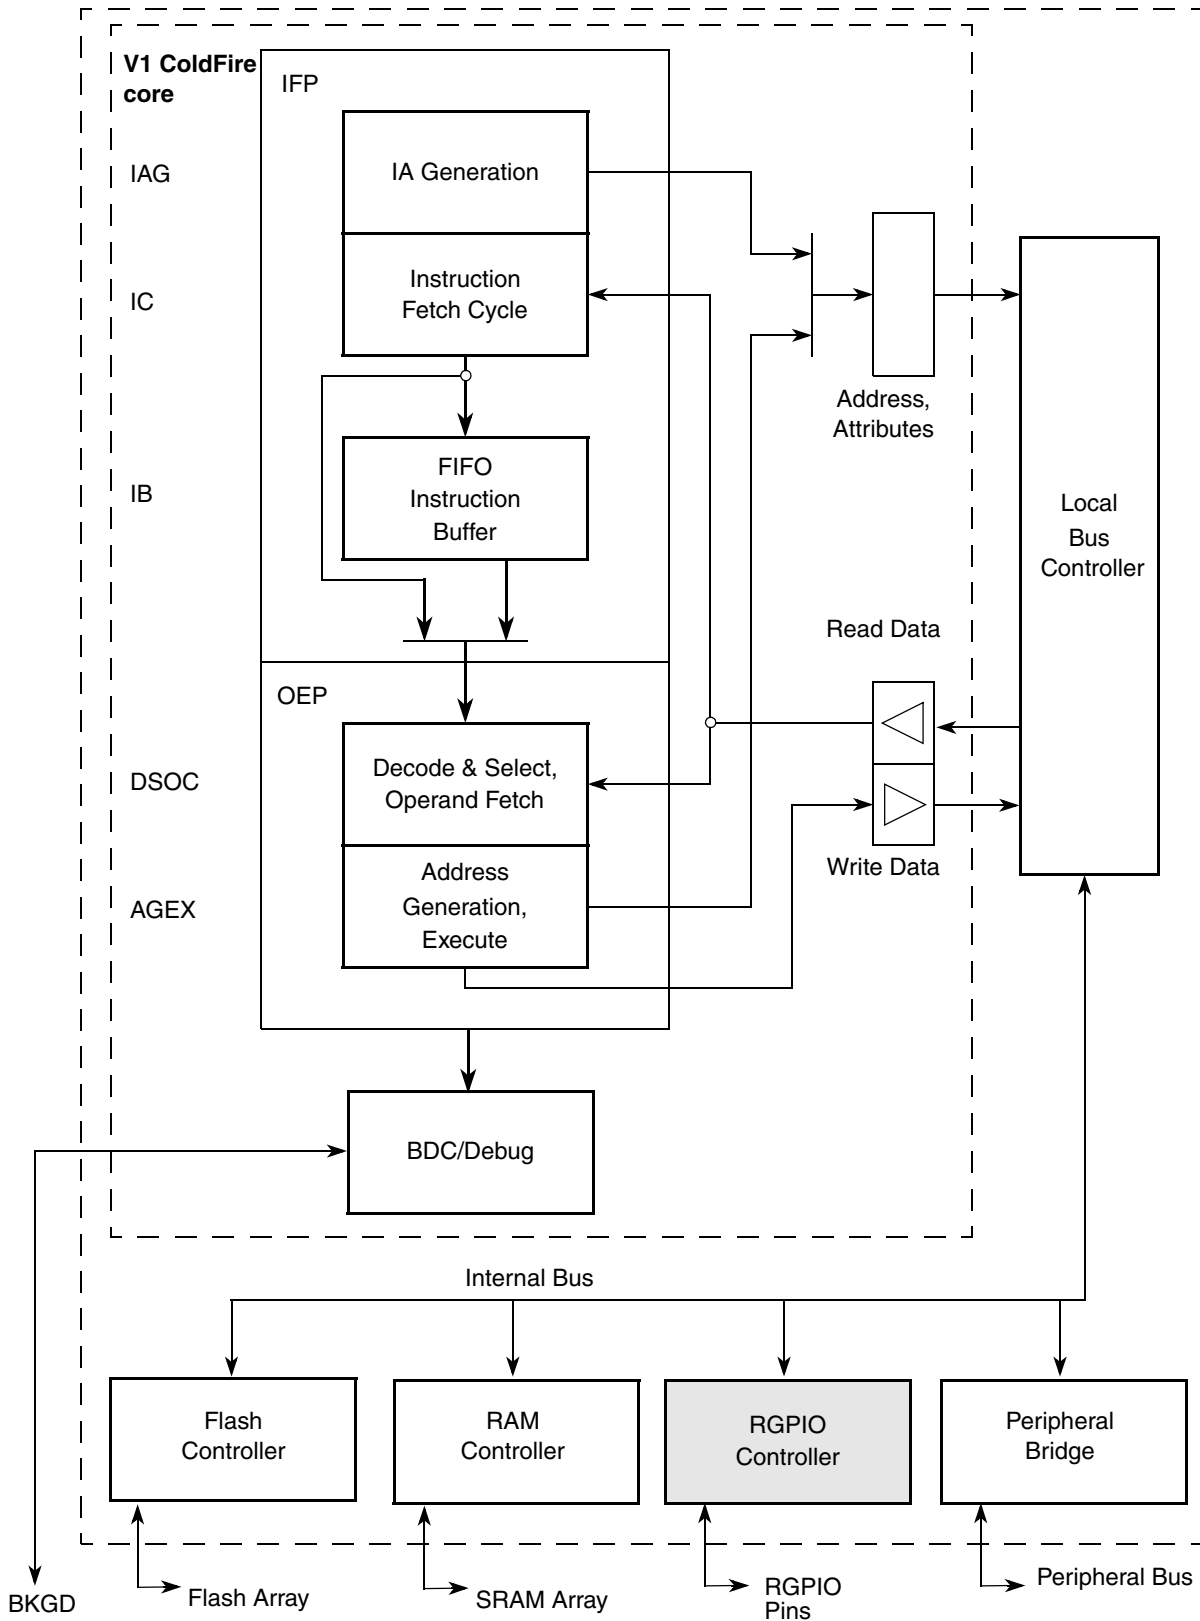 V1 ColdFire
core
IFP
IAG
IA Generation
IC
Instruction
Fetch Cycle
Address,
Attributes
IB
FIFO
Instruction
Buffer
Local
Bus
Controller
Read Data
OEP
DSOC
Decode & Select,
Operand Fetch
Write Data
AGEX
Address
Generation,
Execute
BDC/Debug
Internal Bus
Flash
Controller
RAM
Controller
RGPIO
Controller
Peripheral
Bridge
BKGD
Flash Array
SRAM Array
RGPIO
Pins
Peripheral Bus